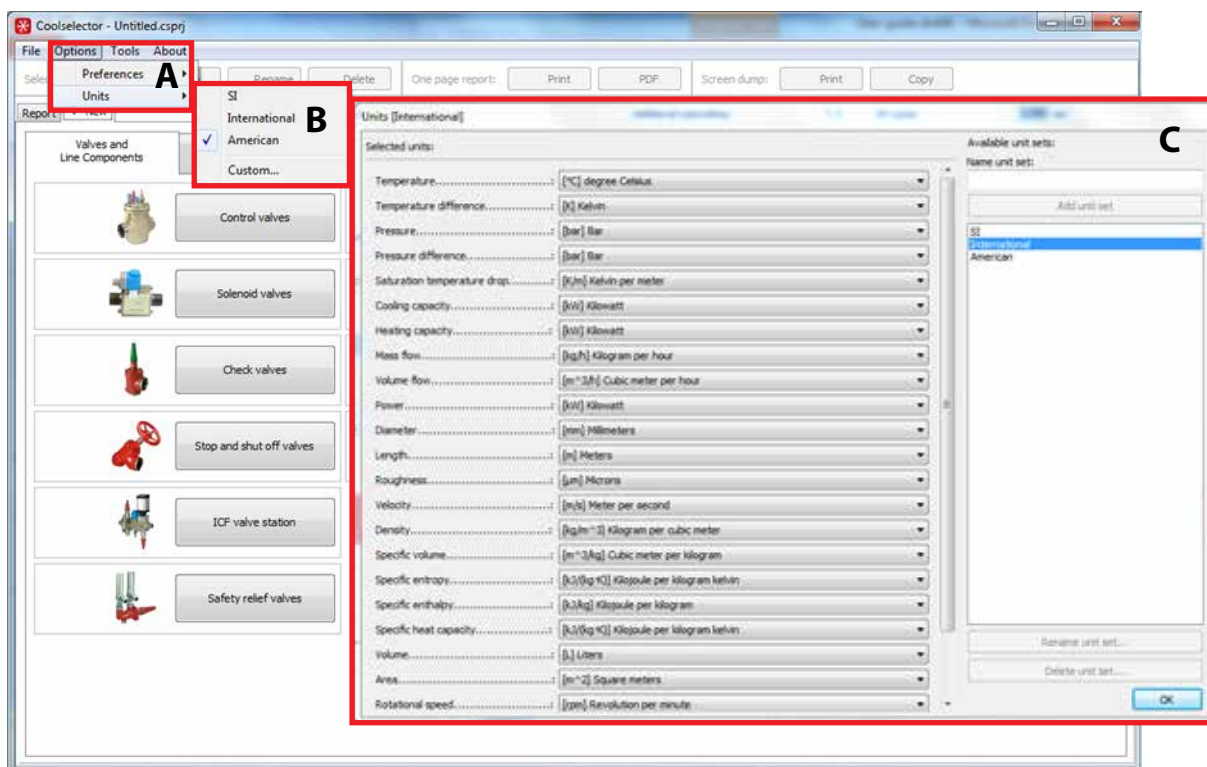 Coolselector - Untitled.csprj
File Options Tools About
Preferences
Units
A
Rename
Delete
One page report:
Print
PDF
Screen dump:
Print
Copy
SI
International
American
Custom...
B
Report
New
Valves and
Line Components
Control valves
Solenoid valves
Check valves
Stop and shut off valves
ICF valve station
Safety relief valves
Units [International]
C
Selected units:
Temperature: [°C] degree Celsius
Temperature difference: [K] Kelvin
Pressure: [bar] Bar
Pressure difference: [bar] Bar
Saturation temperature drop: [K/m] Kelvin per meter
Cooling capacity: [kW] Kilowatt
Heating capacity: [kW] Kilowatt
Mass flow: [kg/h] Kilogram per hour
Volume flow: [m^3/h] Cubic meter per hour
Power: [kW] Kilowatt
Diameter: [mm] Millimeters
Length: [m] Meters
Roughness: [µm] Microns
Velocity: [m/s] Meter per second
Density: [kg/m^3] Kilogram per cubic meter
Specific volume: [m^3/kg] Cubic meter per kilogram
Specific entropy: [kJ/(kg·K)] Kilojoule per kilogram kelvin
Specific enthalpy: [kJ/kg] Kilojoule per kilogram
Specific heat capacity: [kJ/(kg·K)] Kilojoule per kilogram kelvin
Volume: [L] Liters
Area: [m^2] Square meters
Rotational speed: [rpm] Revolution per minute
Available unit sets:
Name unit set:
Add unit set
SI
International
American
Rename unit set...
Delete unit set...
OK